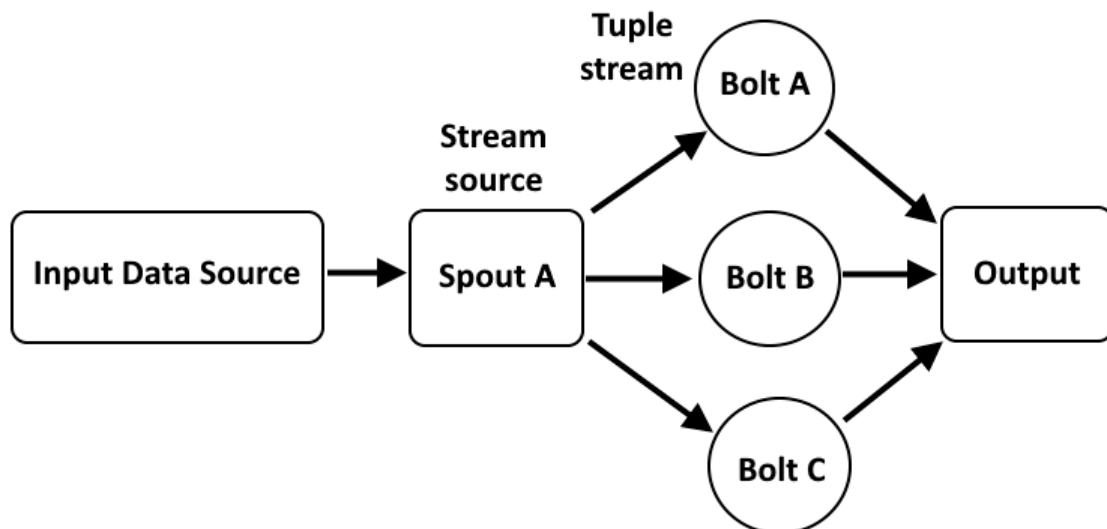 Tuple
stream
Bolt A
Stream
source
Input Data Source
Spout A
Bolt B
Output
Bolt C